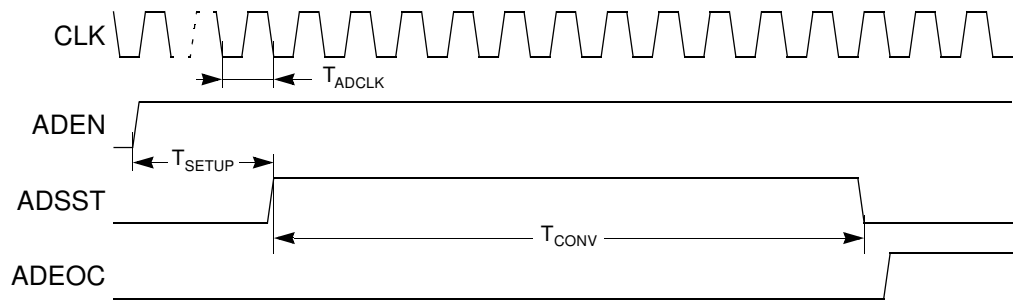 CLK
T_ADCLK
ADEN
T_SETUP
ADSST
T_CONV
ADEOC